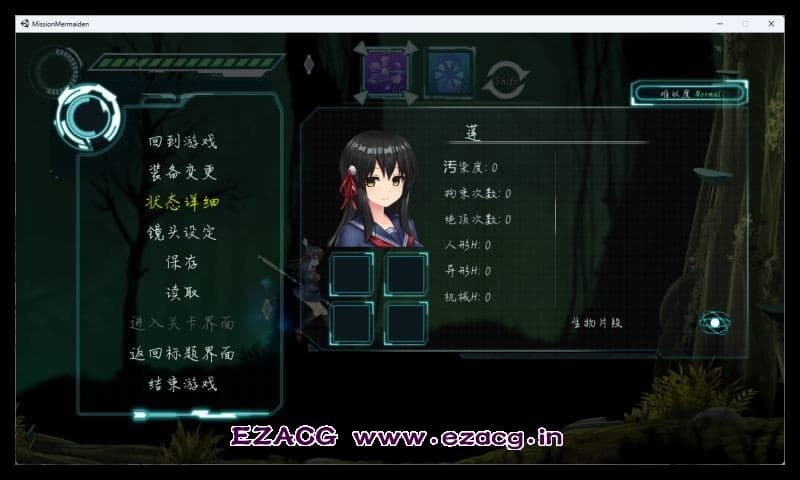 MissionMermaiden
Shift
难易度 Normal
回到游戏
装备变更
状态详细
镜头设定
保存
读取
进入关卡界面
返回标题界面
结束游戏
莲
污染度: 0
拘束次数: 0
绝顶次数: 0
人形H: 0
异形H: 0
机械H: 0
生物片段
EZACG www.ezacg.in